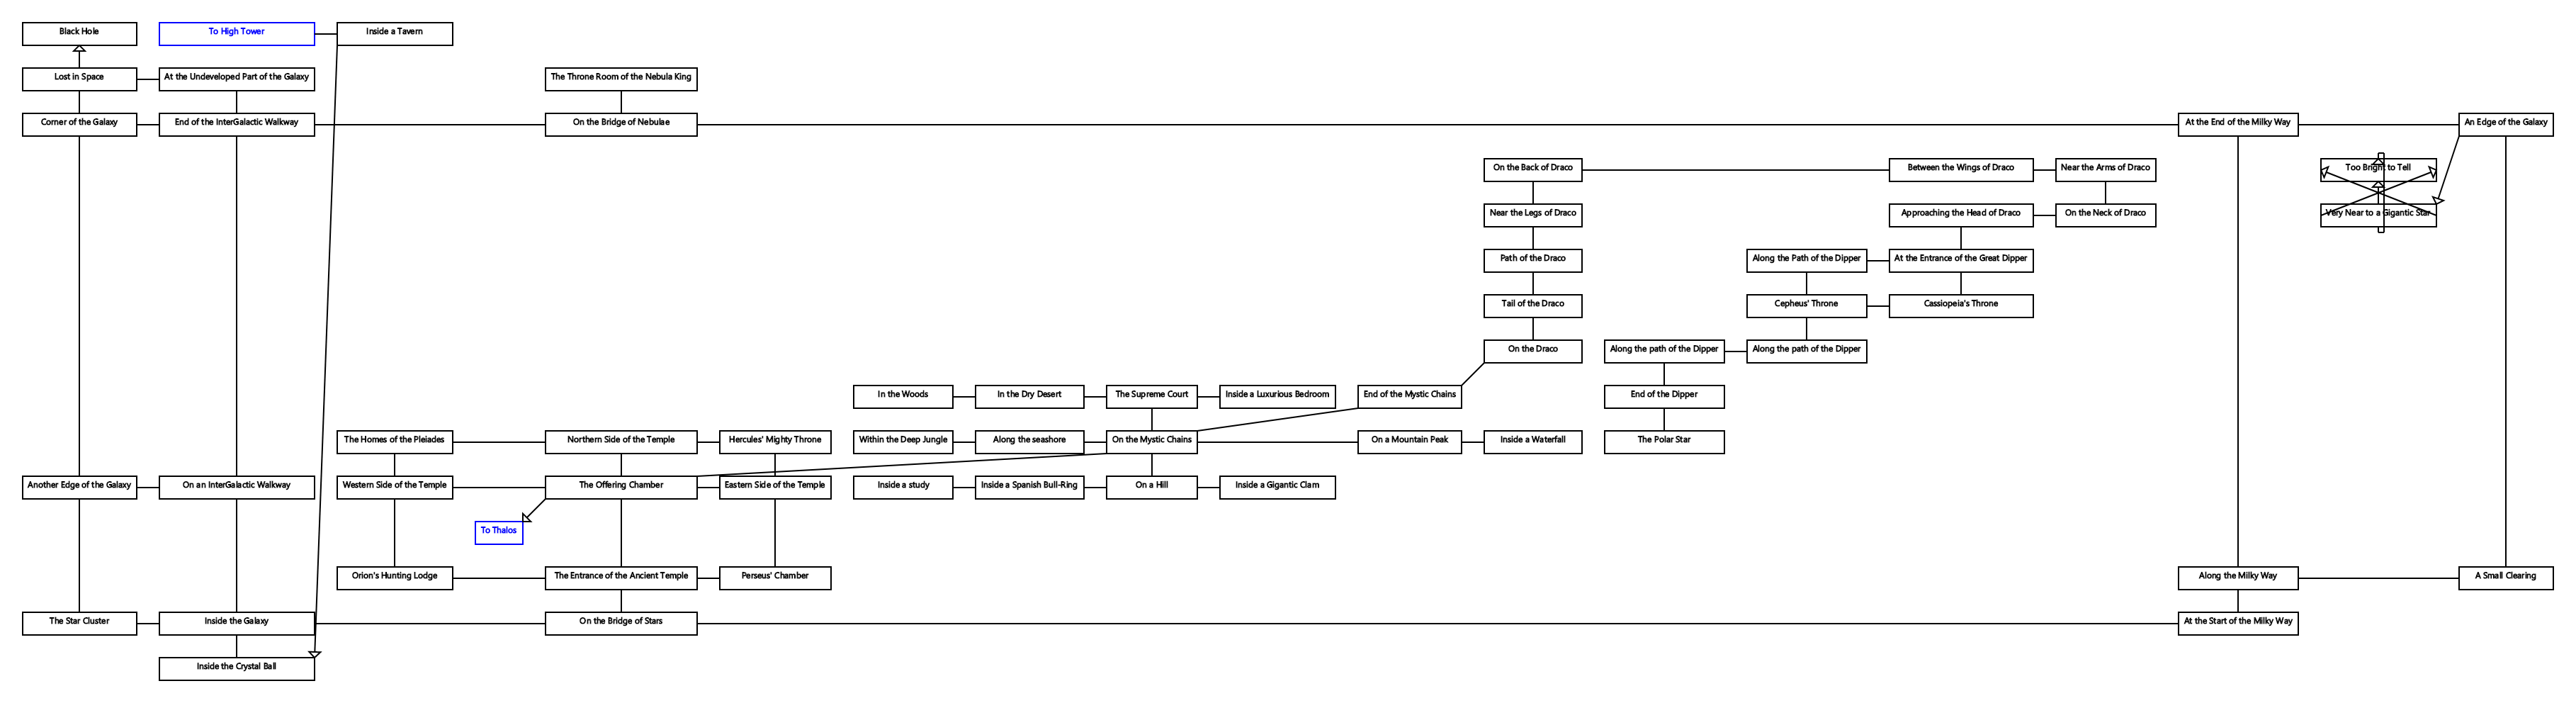 Black Hole
To High Tower
Inside a Tavern
Lost in Space
At the Undeveloped Part of the Galaxy
The Throne Room of the Nebula King
Corner of the Galaxy
End of the InterGalactic Walkway
On the Bridge of Nebulae
At the End of the Milky Way
An Edge of the Galaxy
On the Back of Draco
Between the Wings of Draco
Near the Arms of Draco
Too Bright to Tell
Near the Legs of Draco
Approaching the Head of Draco
On the Neck of Draco
Very Near to a Gigantic Star
Path of the Draco
Along the Path of the Dipper
At the Entrance of the Great Dipper
Tail of the Draco
Cepheus' Throne
Cassiopeia's Throne
On the Draco
Along the path of the Dipper
Along the path of the Dipper
In the Woods
In the Dry Desert
The Supreme Court
Inside a Luxurious Bedroom
End of the Mystic Chains
End of the Dipper
The Homes of the Pleiades
Northern Side of the Temple
Hercules' Mighty Throne
Within the Deep Jungle
Along the seashore
On the Mystic Chains
On a Mountain Peak
Inside a Waterfall
The Polar Star
Another Edge of the Galaxy
On an InterGalactic Walkway
Western Side of the Temple
The Offering Chamber
Eastern Side of the Temple
Inside a study
Inside a Spanish Bull-Ring
On a Hill
Inside a Gigantic Clam
To Thalos
Orion's Hunting Lodge
The Entrance of the Ancient Temple
Perseus' Chamber
Along the Milky Way
A Small Clearing
The Star Cluster
Inside the Galaxy
On the Bridge of Stars
At the Start of the Milky Way
Inside the Crystal Ball